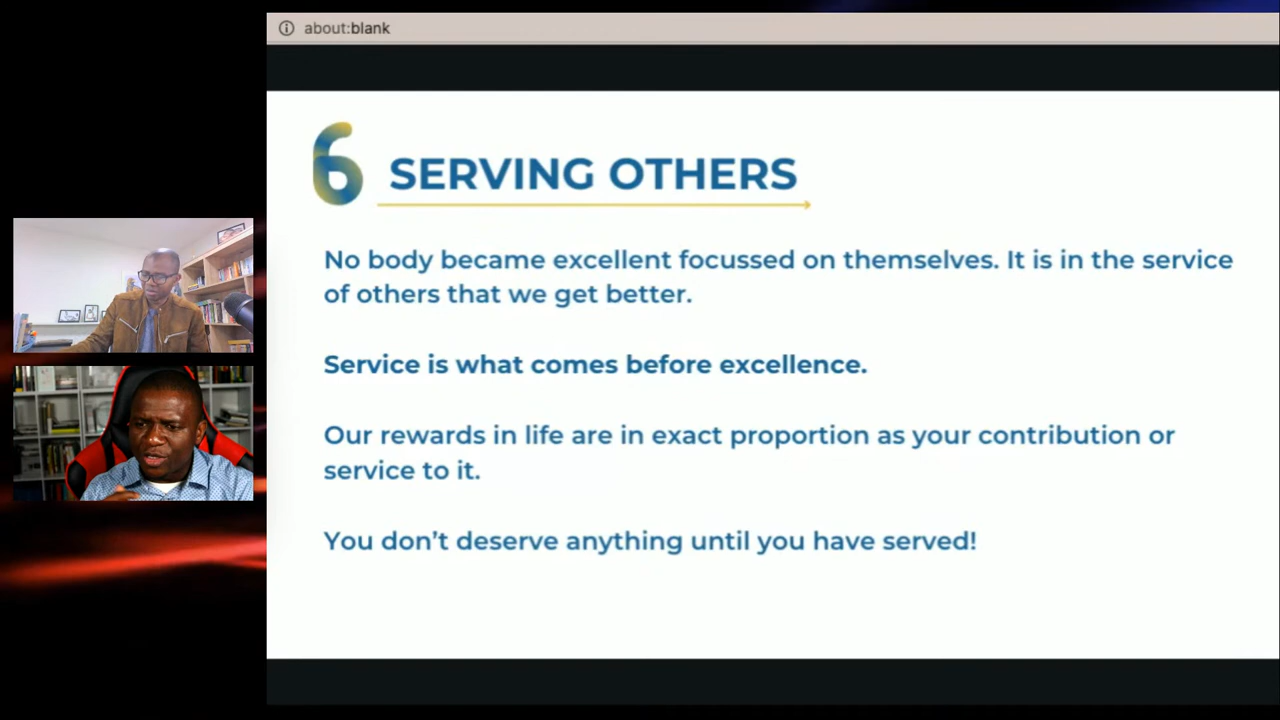 about:blank
6 SERVING OTHERS
No body became excellent focussed on themselves. It is in the service
of others that we get better.
Service is what comes before excellence.
Our rewards in life are in exact proportion as your contribution or
service to it.
You don't deserve anything until you have served!